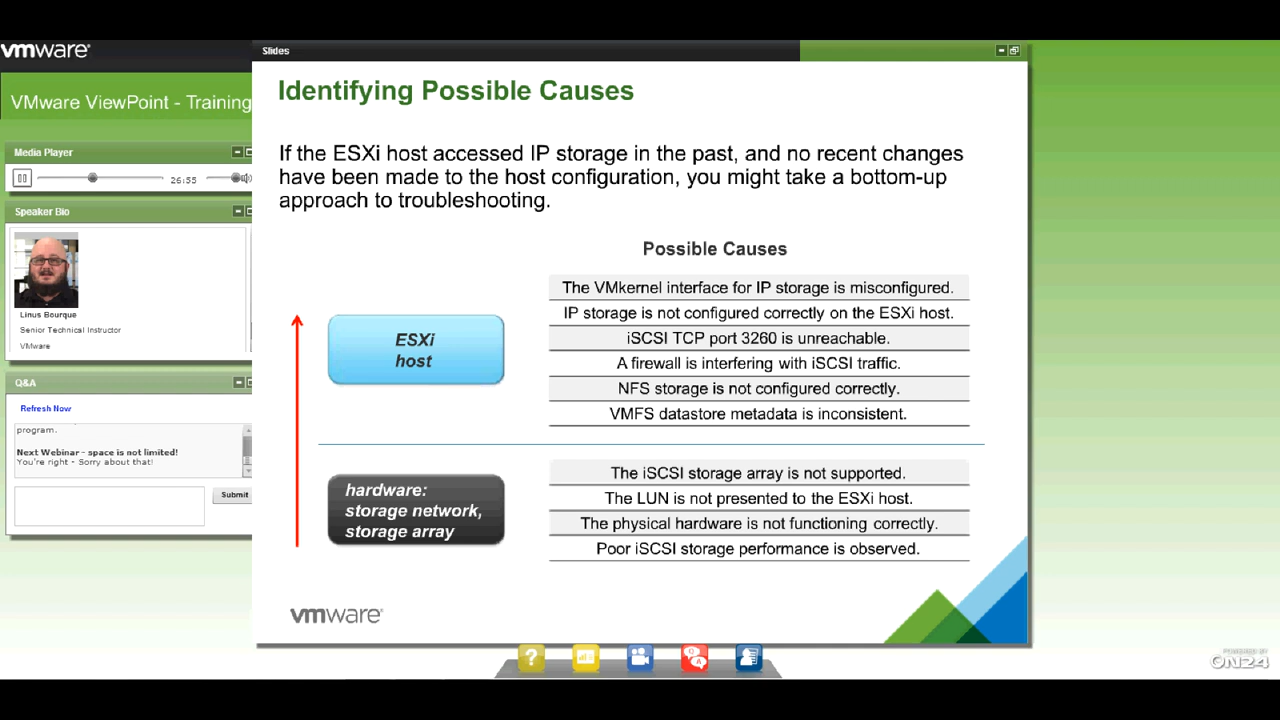 vmware
VMware ViewPoint - Training
Media Player
26:55
Speaker Bio
Linus Bourque
Senior Technical Instructor
VMware
Q&A
Refresh Now
program.
Next Webinar - space is not limited!
You're right - Sorry about that!
Submit
Slides
Identifying Possible Causes
If the ESXi host accessed IP storage in the past, and no recent changes
have been made to the host configuration, you might take a bottom-up
approach to troubleshooting.
Possible Causes
ESXi
host
The VMkernel interface for IP storage is misconfigured.
IP storage is not configured correctly on the ESXi host.
iSCSI TCP port 3260 is unreachable.
A firewall is interfering with iSCSI traffic.
NFS storage is not configured correctly.
VMFS datastore metadata is inconsistent.
hardware:
storage network,
storage array
The iSCSI storage array is not supported.
The LUN is not presented to the ESXi host.
The physical hardware is not functioning correctly.
Poor iSCSI storage performance is observed.
vmware
?
Q
A
POWERED BY
ON24